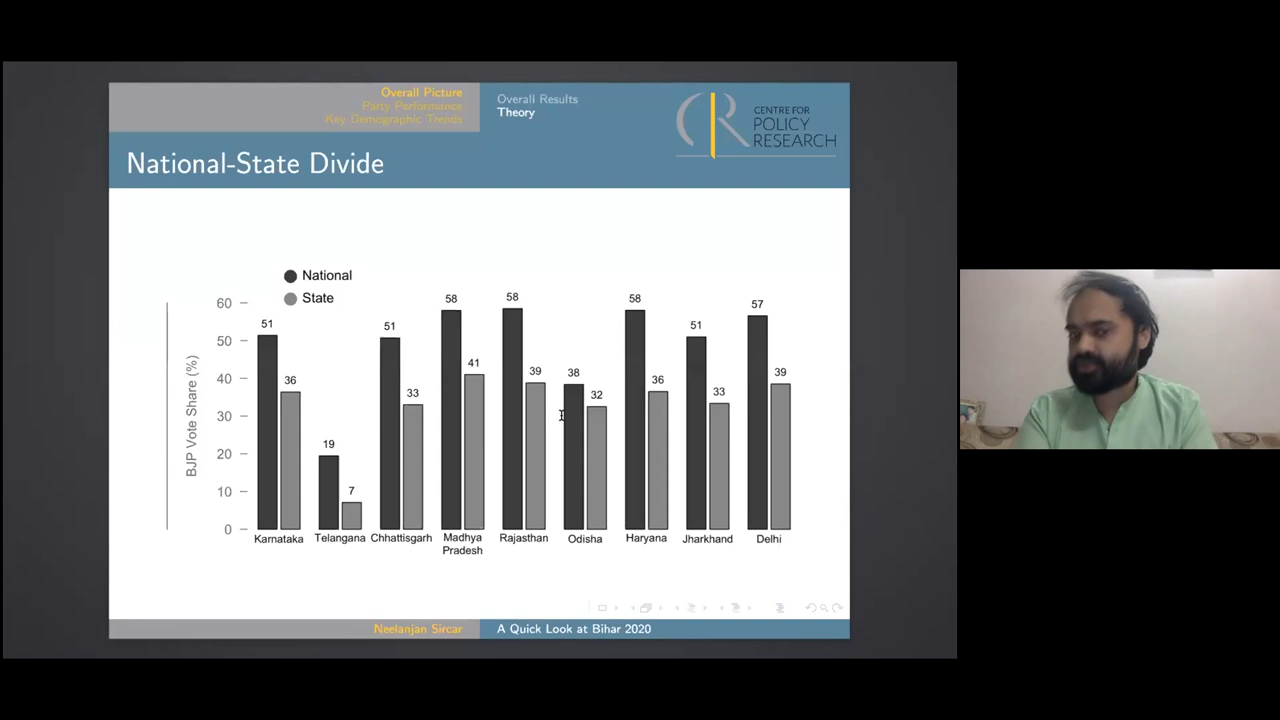 Overall Picture
Party Performance
Key Demographic Trends
Overall Results
Theory
CENTRE FOR
POLICY
RESEARCH
National-State Divide
National
State
BJP Vote Share (%)
60
50
40
30
20
10
0
51
36
19
7
51
33
58
41
58
39
38
32
58
36
51
33
57
39
Karnataka
Telangana
Chhattisgarh
Madhya
Pradesh
Rajasthan
Odisha
Haryana
Jharkhand
Delhi
Neelanjan Sircar
A Quick Look at Bihar 2020